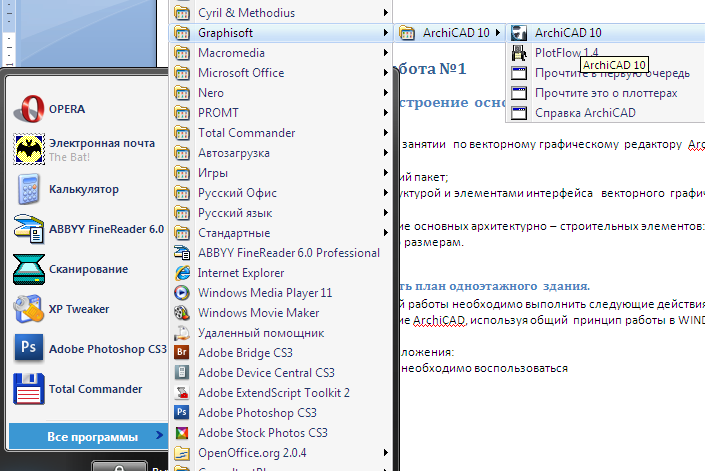 OPERA
Электронная почта
The Bat!
Калькулятор
ABBYY FineReader 6.0
Сканирование
XP Tweaker
Adobe Photoshop CS3
Total Commander
Все программы
Cyril & Methodius
Graphisoft
Macromedia
Microsoft Office
Nero
PROMT
Total Commander
Автозагрузка
Игры
Русский Офис
Русский язык
Стандартные
ABBYY FineReader 6.0 Professional
Internet Explorer
Windows Media Player 11
Windows Movie Maker
Удаленный помощник
Adobe Bridge CS3
Adobe Device Central CS3
Adobe ExtendScript Toolkit 2
Adobe Photoshop CS3
Adobe Stock Photos CS3
OpenOffice.org 2.0.4
ArchiCAD 10
ArchiCAD 10
PlotFlow 1.4
ArchiCAD 10
Прочтите в первую очередь
Прочтите это о плоттерах
Справка ArchiCAD
бота №1
строение осно
занятии по векторному графическому редактору Arc
ий пакет;
уктурой и элементами интерфейса векторного графич
ие основных архитектурно – строительных элементов:
размерам.
ть план одноэтажного здания.
й работы необходимо выполнить следующие действия
ие ArchiCAD, используя общий принцип работы в WIND
ложения:
необходимо воспользоваться